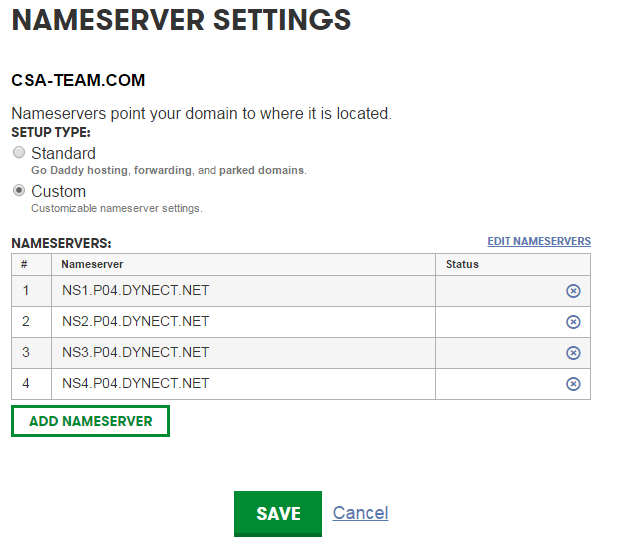 NAMESERVER SETTINGS
CSA-TEAM.COM
Nameservers point your domain to where it is located.
SETUP TYPE:
Standard
Go Daddy hosting, forwarding, and parked domains.
Custom
Customizable nameserver settings.
NAMESERVERS: EDIT NAMESERVERS
# Nameserver Status
1 NS1.P04.DYNECT.NET
2 NS2.P04.DYNECT.NET
3 NS3.P04.DYNECT.NET
4 NS4.P04.DYNECT.NET
ADD NAMESERVER
SAVE Cancel